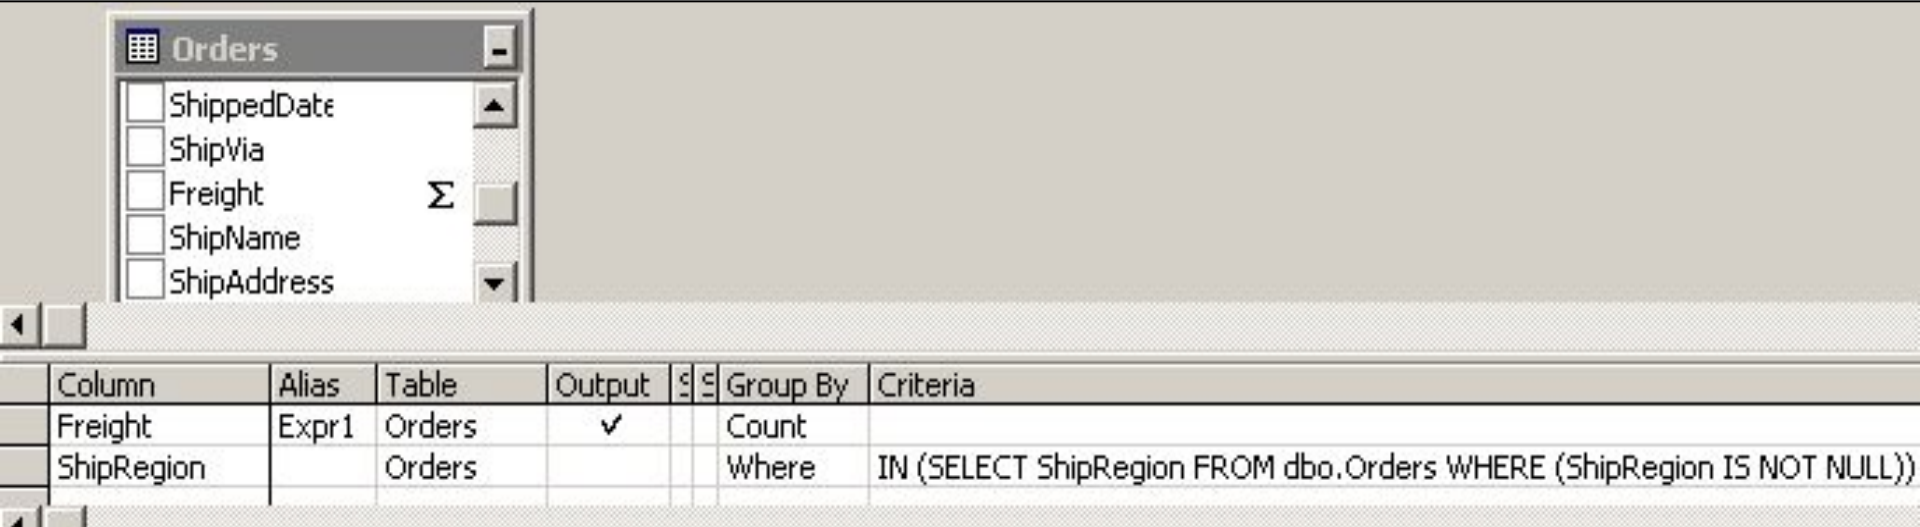 Orders
ShippedDate
ShipVia
Freight Σ
ShipName
ShipAddress
Column Alias Table Output Group By Criteria
Freight Expr1 Orders Count
ShipRegion Orders Where IN (SELECT ShipRegion FROM dbo.Orders WHERE (ShipRegion IS NOT NULL))